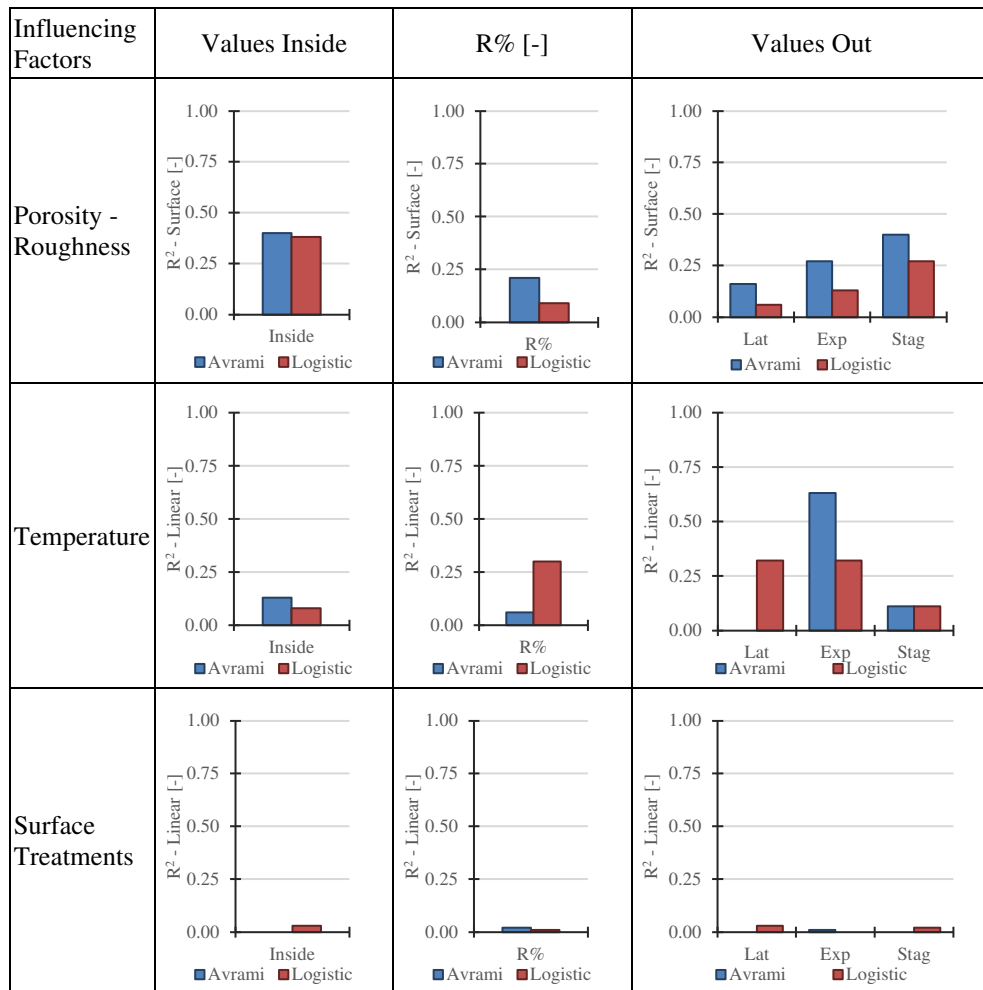 Influencing
Factors
Values Inside
R% [-]
Values Out
Porosity -
Roughness
R² - Surface [-]
1.00
0.75
0.50
0.25
0.00
Inside
Avrami Logistic
R² - Surface [-]
1.00
0.75
0.50
0.25
0.00
R%
Avrami Logistic
R² - Surface [-]
1.00
0.75
0.50
0.25
0.00
Lat Exp Stag
Avrami Logistic
Temperature
R² - Linear [-]
1.00
0.75
0.50
0.25
0.00
Inside
Avrami Logistic
R² - Linear [-]
1.00
0.75
0.50
0.25
0.00
R%
Avrami Logistic
R² - Linear [-]
1.00
0.75
0.50
0.25
0.00
Lat Exp Stag
Avrami Logistic
Surface
Treatments
R² - Linear [-]
1.00
0.75
0.50
0.25
0.00
Inside
Avrami Logistic
R² - Linear [-]
1.00
0.75
0.50
0.25
0.00
R%
Avrami Logistic
R² - Linear [-]
1.00
0.75
0.50
0.25
0.00
Lat Exp Stag
Avrami Logistic